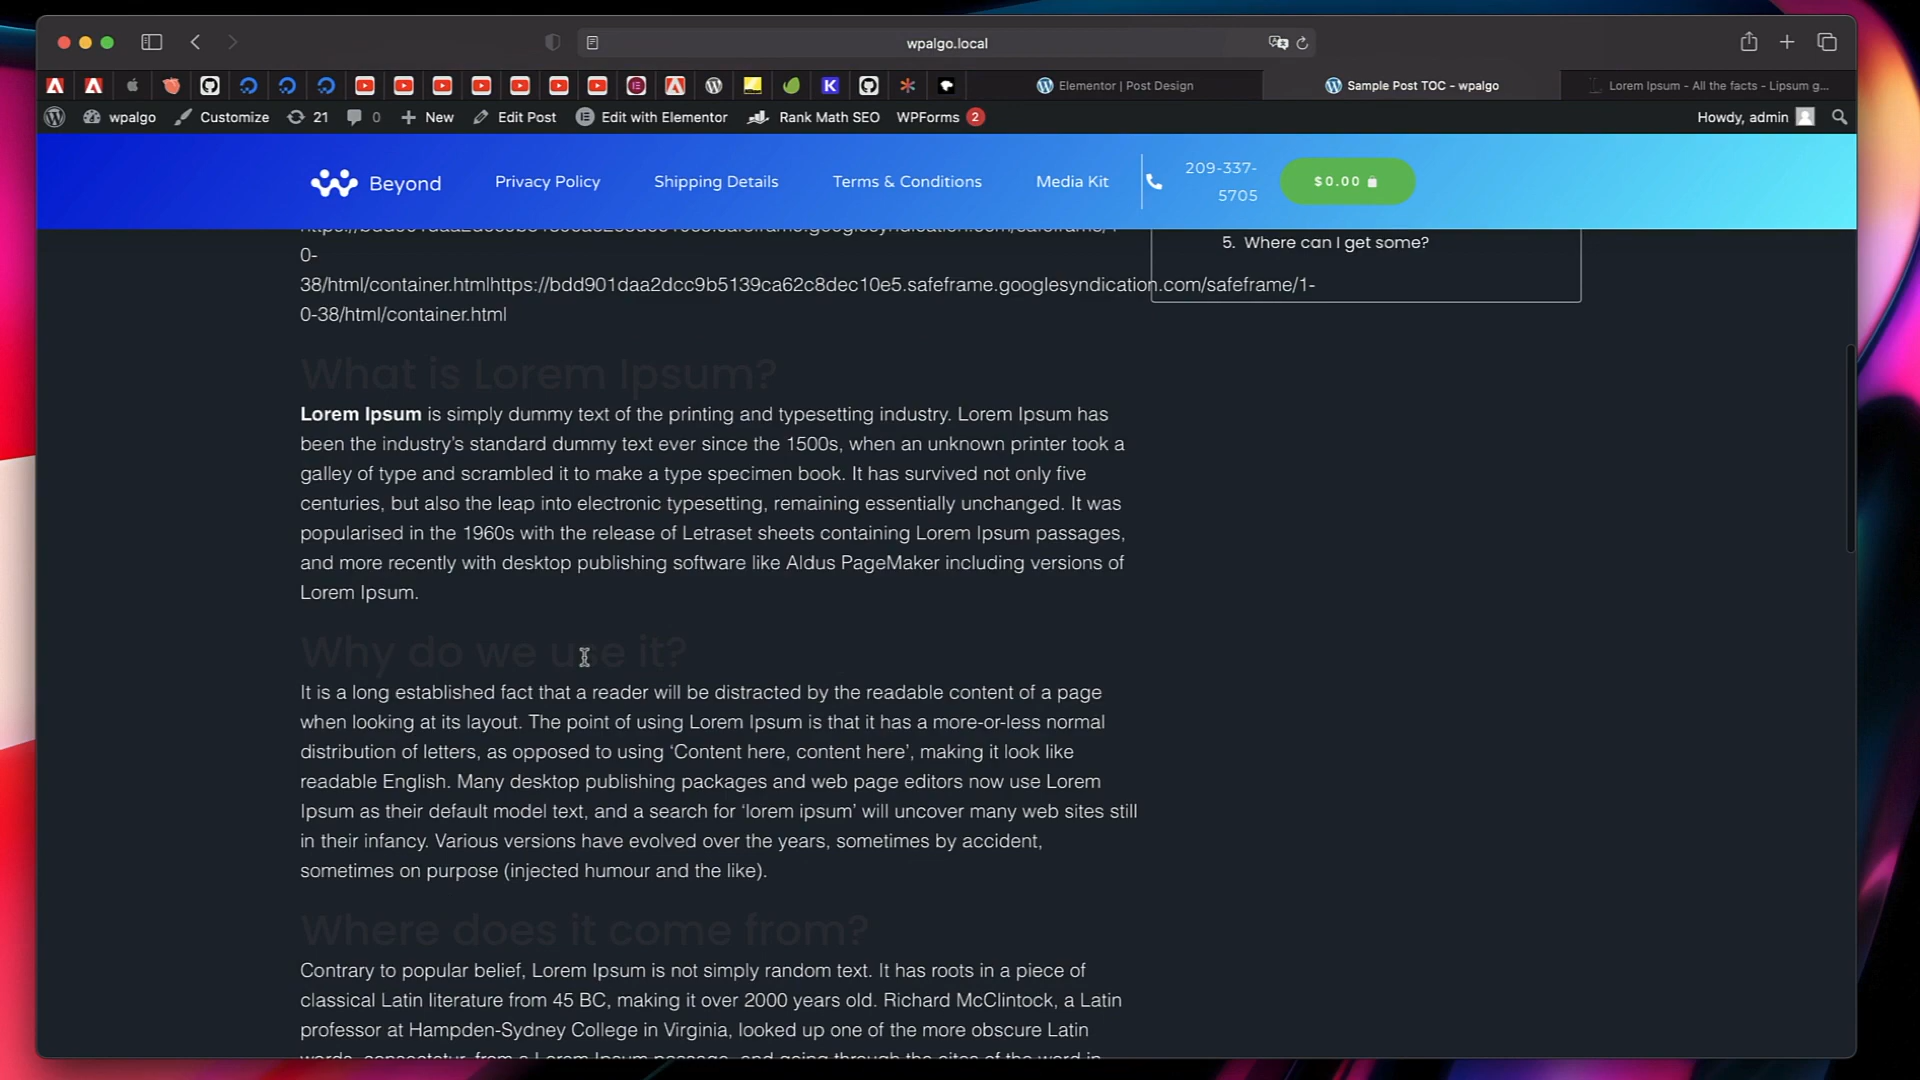 wpalgo.local
Elementor | Post Design
Sample Post TOC - wpalgo
Lorem Ipsum - All the facts - Lipsum g...
wpalgo
Customize
21
0
New
Edit Post
Edit with Elementor
Rank Math SEO
WPForms 2
Howdy, admin
Beyond
Privacy Policy
Shipping Details
Terms & Conditions
Media Kit
209-337-
5705
$0.00
5. Where can I get some?
0-
38/html/container.htmlhttps://bdd901daa2dcc9b5139ca62c8dec10e5.safeframe.googlesyndication.com/safeframe/1-
0-38/html/container.html
What is Lorem Ipsum?
Lorem Ipsum is simply dummy text of the printing and typesetting industry. Lorem Ipsum has
been the industry’s standard dummy text ever since the 1500s, when an unknown printer took a
galley of type and scrambled it to make a type specimen book. It has survived not only five
centuries, but also the leap into electronic typesetting, remaining essentially unchanged. It was
popularised in the 1960s with the release of Letraset sheets containing Lorem Ipsum passages,
and more recently with desktop publishing software like Aldus PageMaker including versions of
Lorem Ipsum.
Why do we use it?
It is a long established fact that a reader will be distracted by the readable content of a page
when looking at its layout. The point of using Lorem Ipsum is that it has a more-or-less normal
distribution of letters, as opposed to using ‘Content here, content here’, making it look like
readable English. Many desktop publishing packages and web page editors now use Lorem
Ipsum as their default model text, and a search for ‘lorem ipsum’ will uncover many web sites still
in their infancy. Various versions have evolved over the years, sometimes by accident,
sometimes on purpose (injected humour and the like).
Where does it come from?
Contrary to popular belief, Lorem Ipsum is not simply random text. It has roots in a piece of
classical Latin literature from 45 BC, making it over 2000 years old. Richard McClintock, a Latin
professor at Hampden-Sydney College in Virginia, looked up one of the more obscure Latin
words, consectetur, from a Lorem Ipsum passage, and going through the cites of the word in